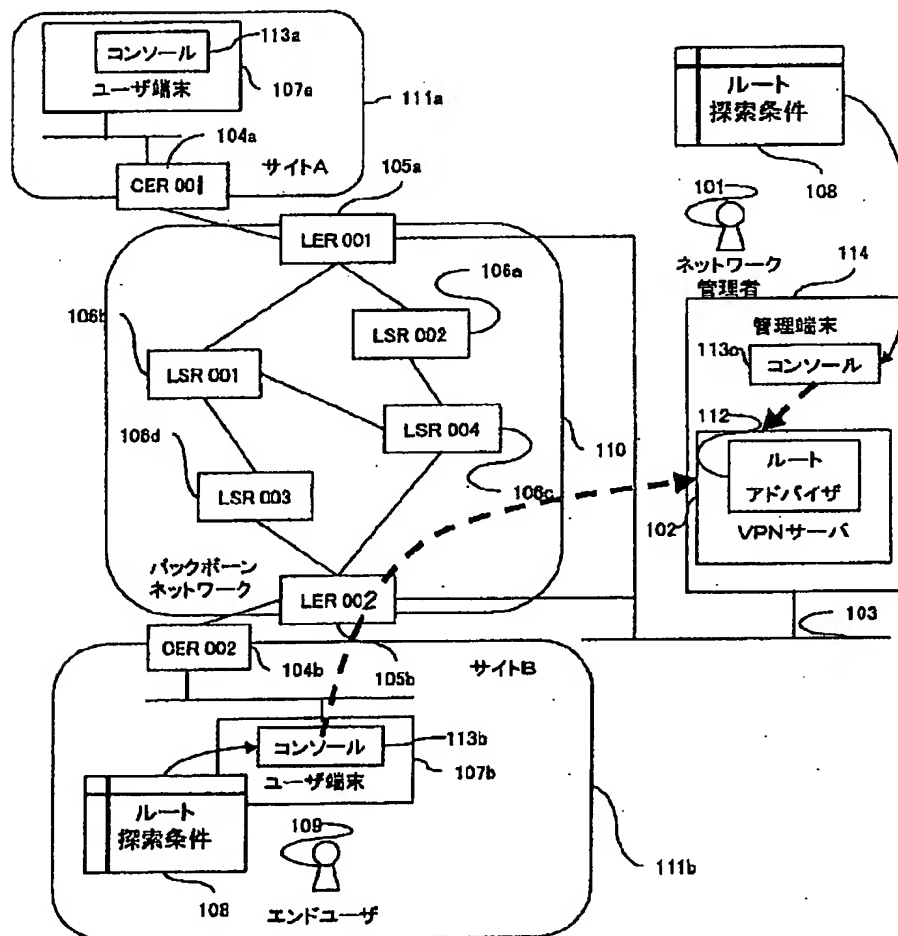 コンソール
ユーザ端末
113a
107a
111a
104a
サイトA
CER 001
105a
LER 001
ルート
探索条件
108
101
ネットワーク
管理者
114
管理端末
113c
コンソール
112
ルート
アドバイザ
102
VPNサーバ
103
106a
106b
LSR 002
LSR 001
LSR 004
106d
106c
110
LSR 003
バックボーン
ネットワーク
LER 002
CER 002
104b
105b
サイトB
コンソール
113b
ユーザ端末
107b
ルート
探索条件
108
109
エンドユーザ
111b